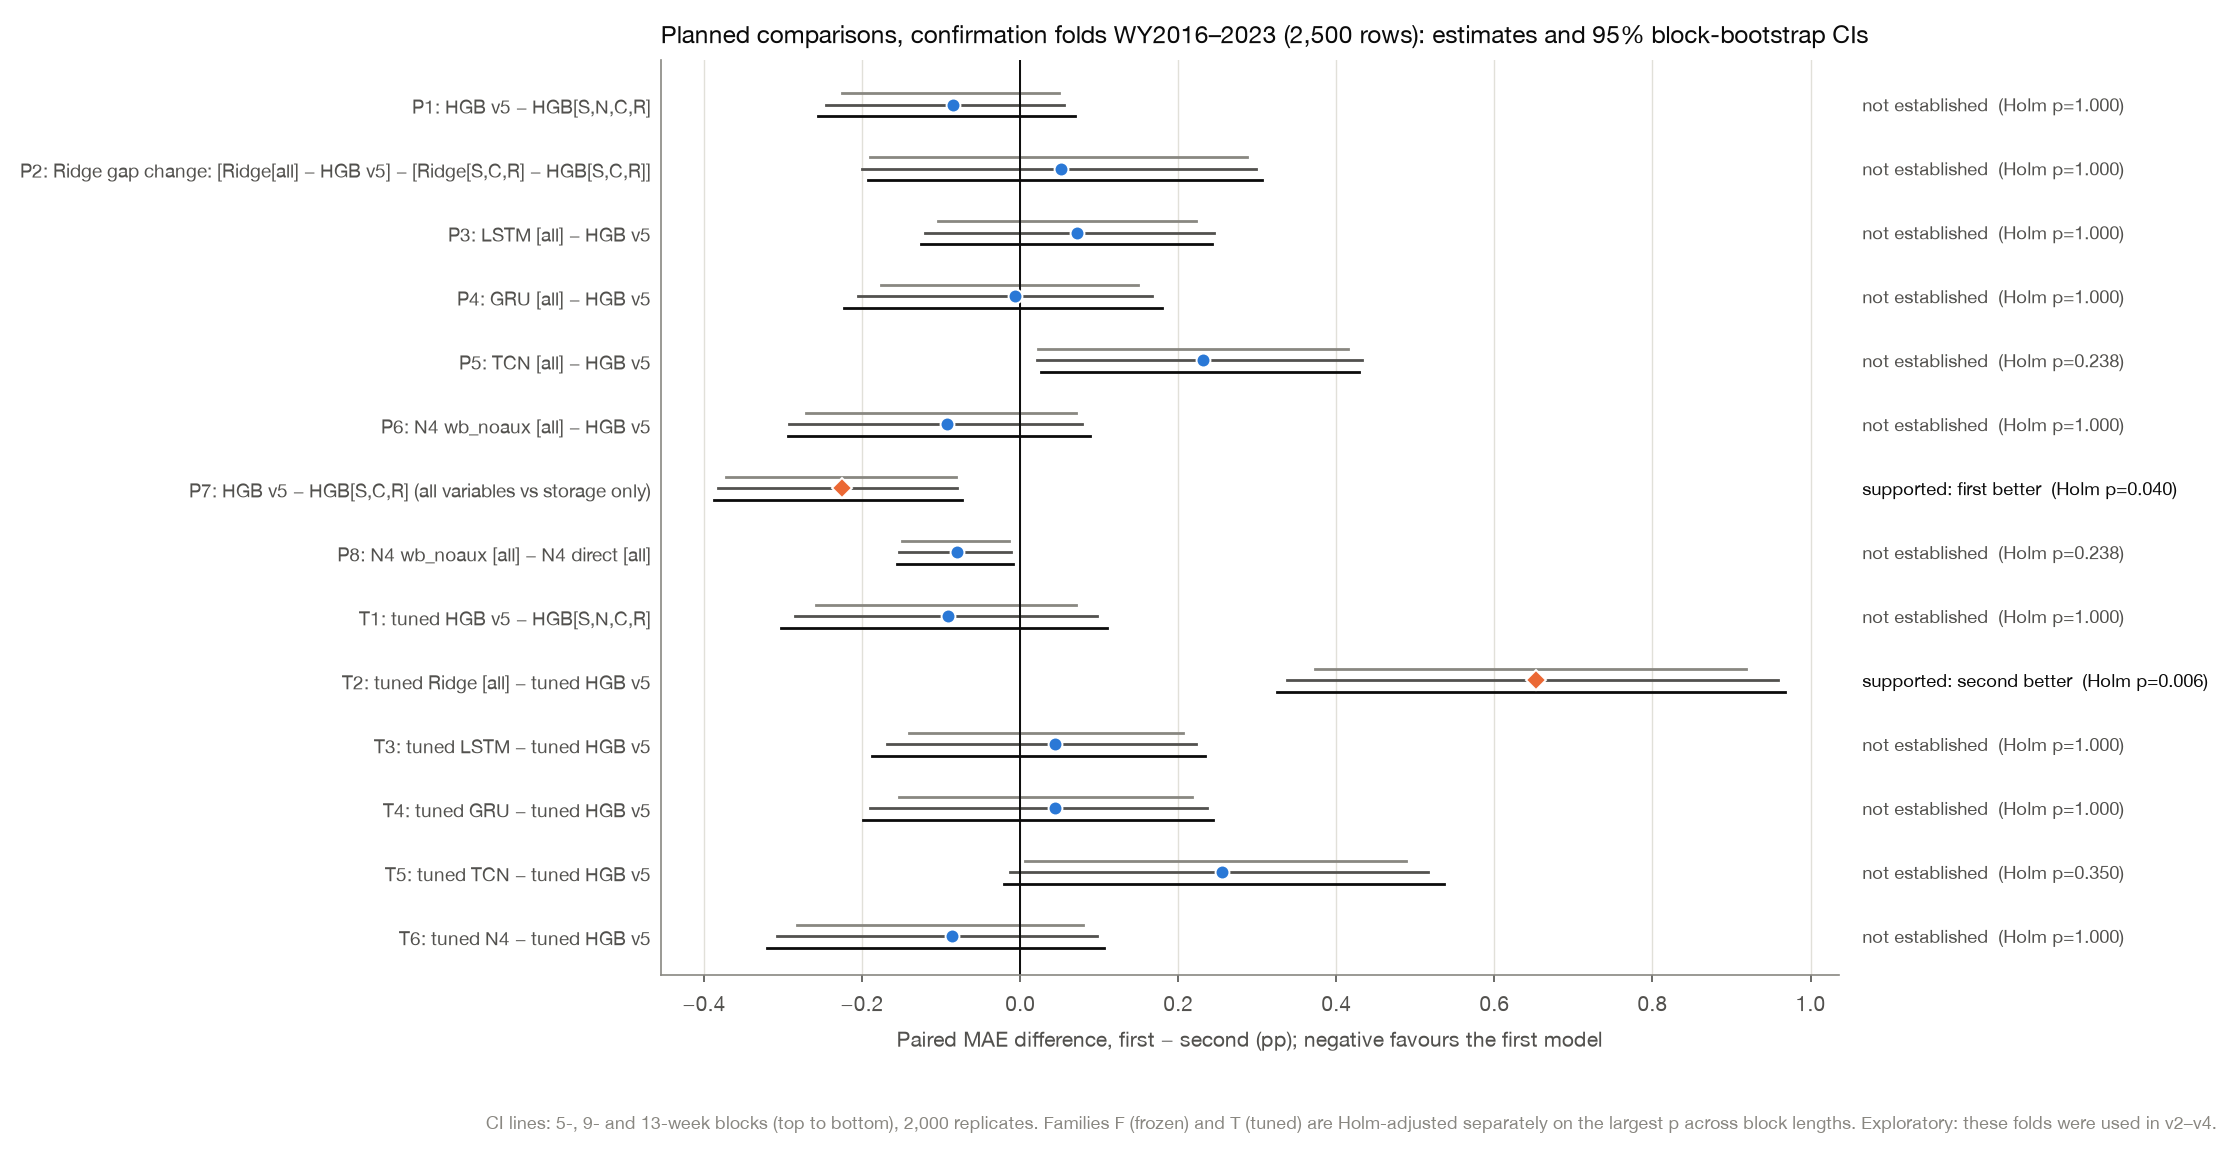 Planned comparisons, confirmation folds WY2016–2023 (2,500 rows): estimates and 95% block-bootstrap CIs
P1: HGB v5 – HGB[S,N,C,R] not established (Holm p=1.000)
P2: Ridge gap change: [Ridge[all] – HGB v5] – [Ridge[S,C,R] – HGB[S,C,R]] not established (Holm p=1.000)
P3: LSTM [all] – HGB v5 not established (Holm p=1.000)
P4: GRU [all] – HGB v5 not established (Holm p=1.000)
P5: TCN [all] – HGB v5 not established (Holm p=0.238)
P6: N4 wb_noaux [all] – HGB v5 not established (Holm p=1.000)
P7: HGB v5 – HGB[S,C,R] (all variables vs storage only) supported: first better (Holm p=0.040)
P8: N4 wb_noaux [all] – N4 direct [all] not established (Holm p=0.238)
T1: tuned HGB v5 – HGB[S,N,C,R] not established (Holm p=1.000)
T2: tuned Ridge [all] – tuned HGB v5 supported: second better (Holm p=0.006)
T3: tuned LSTM – tuned HGB v5 not established (Holm p=1.000)
T4: tuned GRU – tuned HGB v5 not established (Holm p=1.000)
T5: tuned TCN – tuned HGB v5 not established (Holm p=0.350)
T6: tuned N4 – tuned HGB v5 not established (Holm p=1.000)
−0.4 −0.2 0.0 0.2 0.4 0.6 0.8 1.0
Paired MAE difference, first – second (pp); negative favours the first model
CI lines: 5-, 9- and 13-week blocks (top to bottom), 2,000 replicates. Families F (frozen) and T (tuned) are Holm-adjusted separately on the largest p across block lengths. Exploratory: these folds were used in v2–v4.